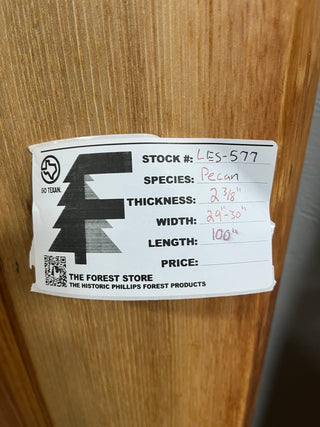 STOCK #: LES-577
SPECIES: Pecan
THICKNESS: 2 3/8"
WIDTH: 29"-30"
LENGTH: 100"
PRICE:
GO TEXAN.
THE FOREST STORE
THE HISTORIC PHILLIPS FOREST PRODUCTS